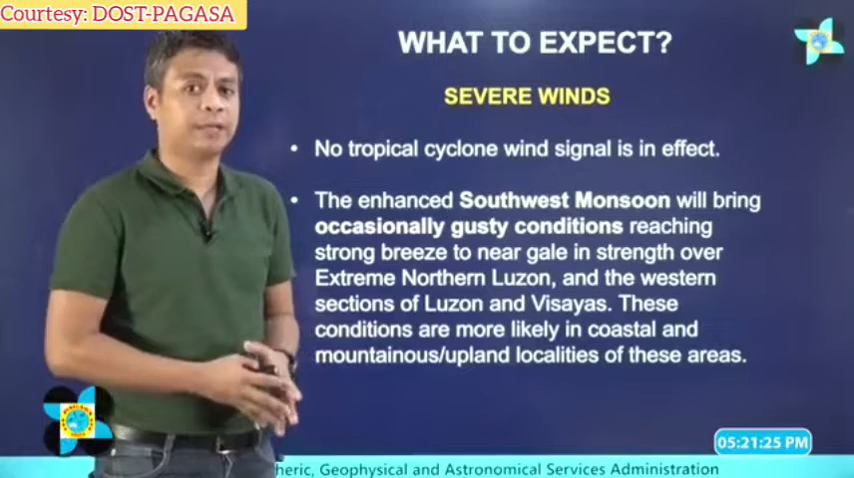 Courtesy: DOST-PAGASA
WHAT TO EXPECT?
SEVERE WINDS
• No tropical cyclone wind signal is in effect.
• The enhanced Southwest Monsoon will bring
occasionally gusty conditions reaching
strong breeze to near gale in strength over
Extreme Northern Luzon, and the western
sections of Luzon and Visayas. These
conditions are more likely in coastal and
mountainous/upland localities of these areas.
05:21:25 PM
heric, Geophysical and Astronomical Services Administration